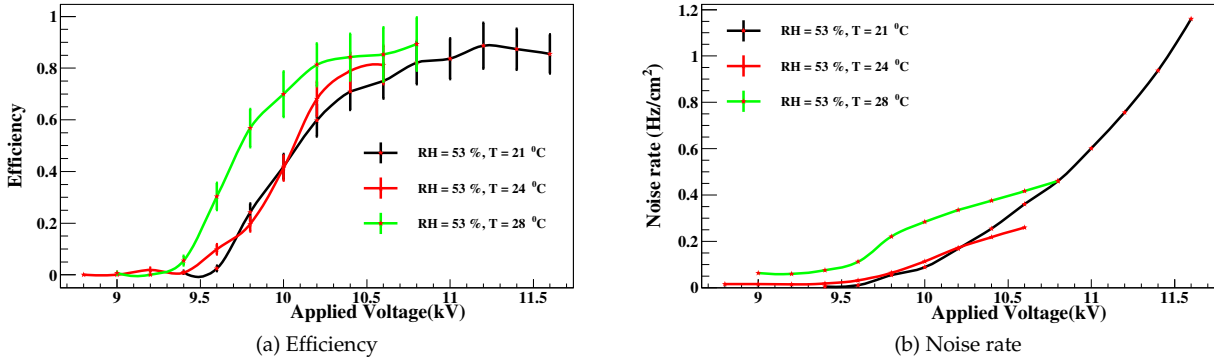 1
0.8
0.6
0.4
0.2
0
Efficiency
RH = 53 %, T = 21 ⁰C
RH = 53 %, T = 24 ⁰C
RH = 53 %, T = 28 ⁰C
9 9.5 10 10.5 11 11.5
Applied Voltage(kV)
(a) Efficiency
1.2
1
0.8
0.6
0.4
0.2
0
Noise rate (Hz/cm²)
RH = 53 %, T = 21 ⁰C
RH = 53 %, T = 24 ⁰C
RH = 53 %, T = 28 ⁰C
9 9.5 10 10.5 11 11.5
Applied Voltage(kV)
(b) Noise rate